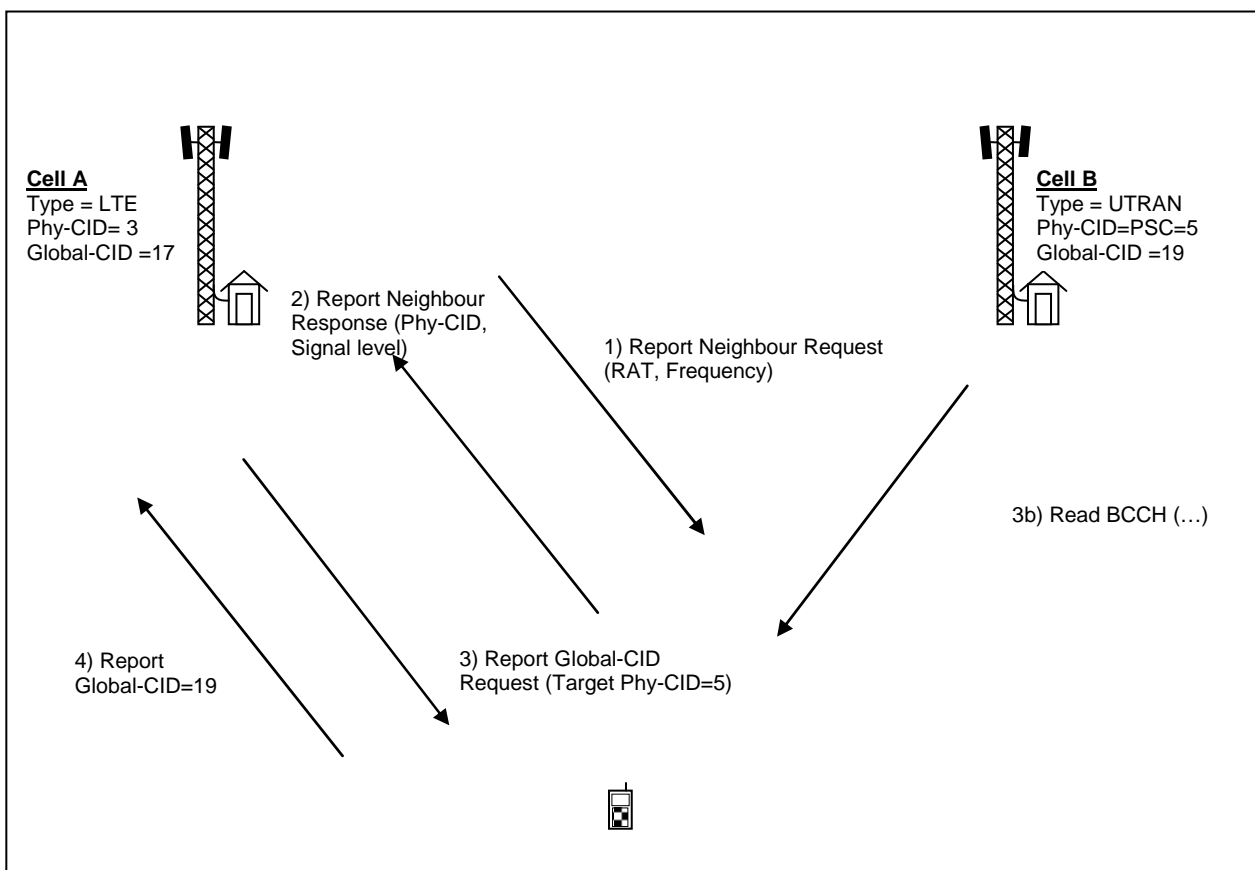 Cell A
Type = LTE
Phy-CID= 3
Global-CID =17
Cell B
Type = UTRAN
Phy-CID=PSC=5
Global-CID =19
2) Report Neighbour
Response (Phy-CID,
Signal level)
1) Report Neighbour Request
(RAT, Frequency)
3b) Read BCCH (…)
4) Report
Global-CID=19
3) Report Global-CID
Request (Target Phy-CID=5)